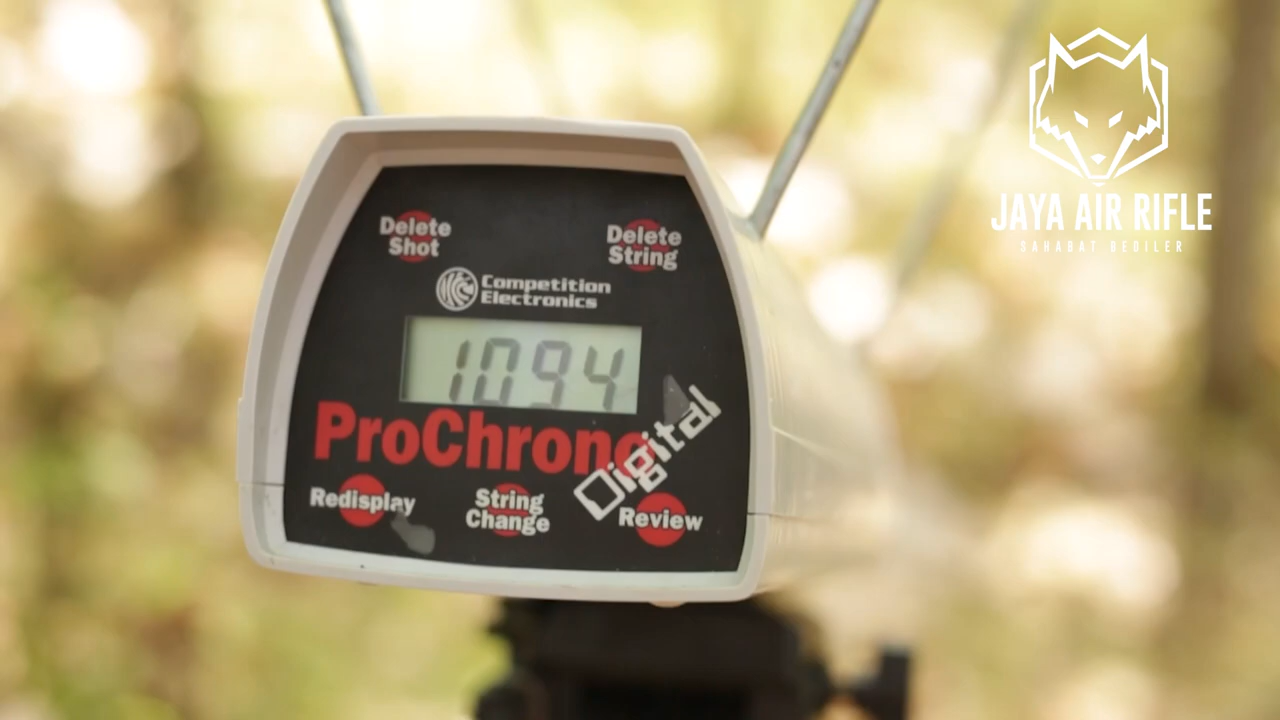 JAYA AIR RIFLE
SAHABAT BEDILER
Delete
Shot
Delete
String
Competition
Electronics
1094
ProChrono
Digital
Redisplay
String
Change
Review